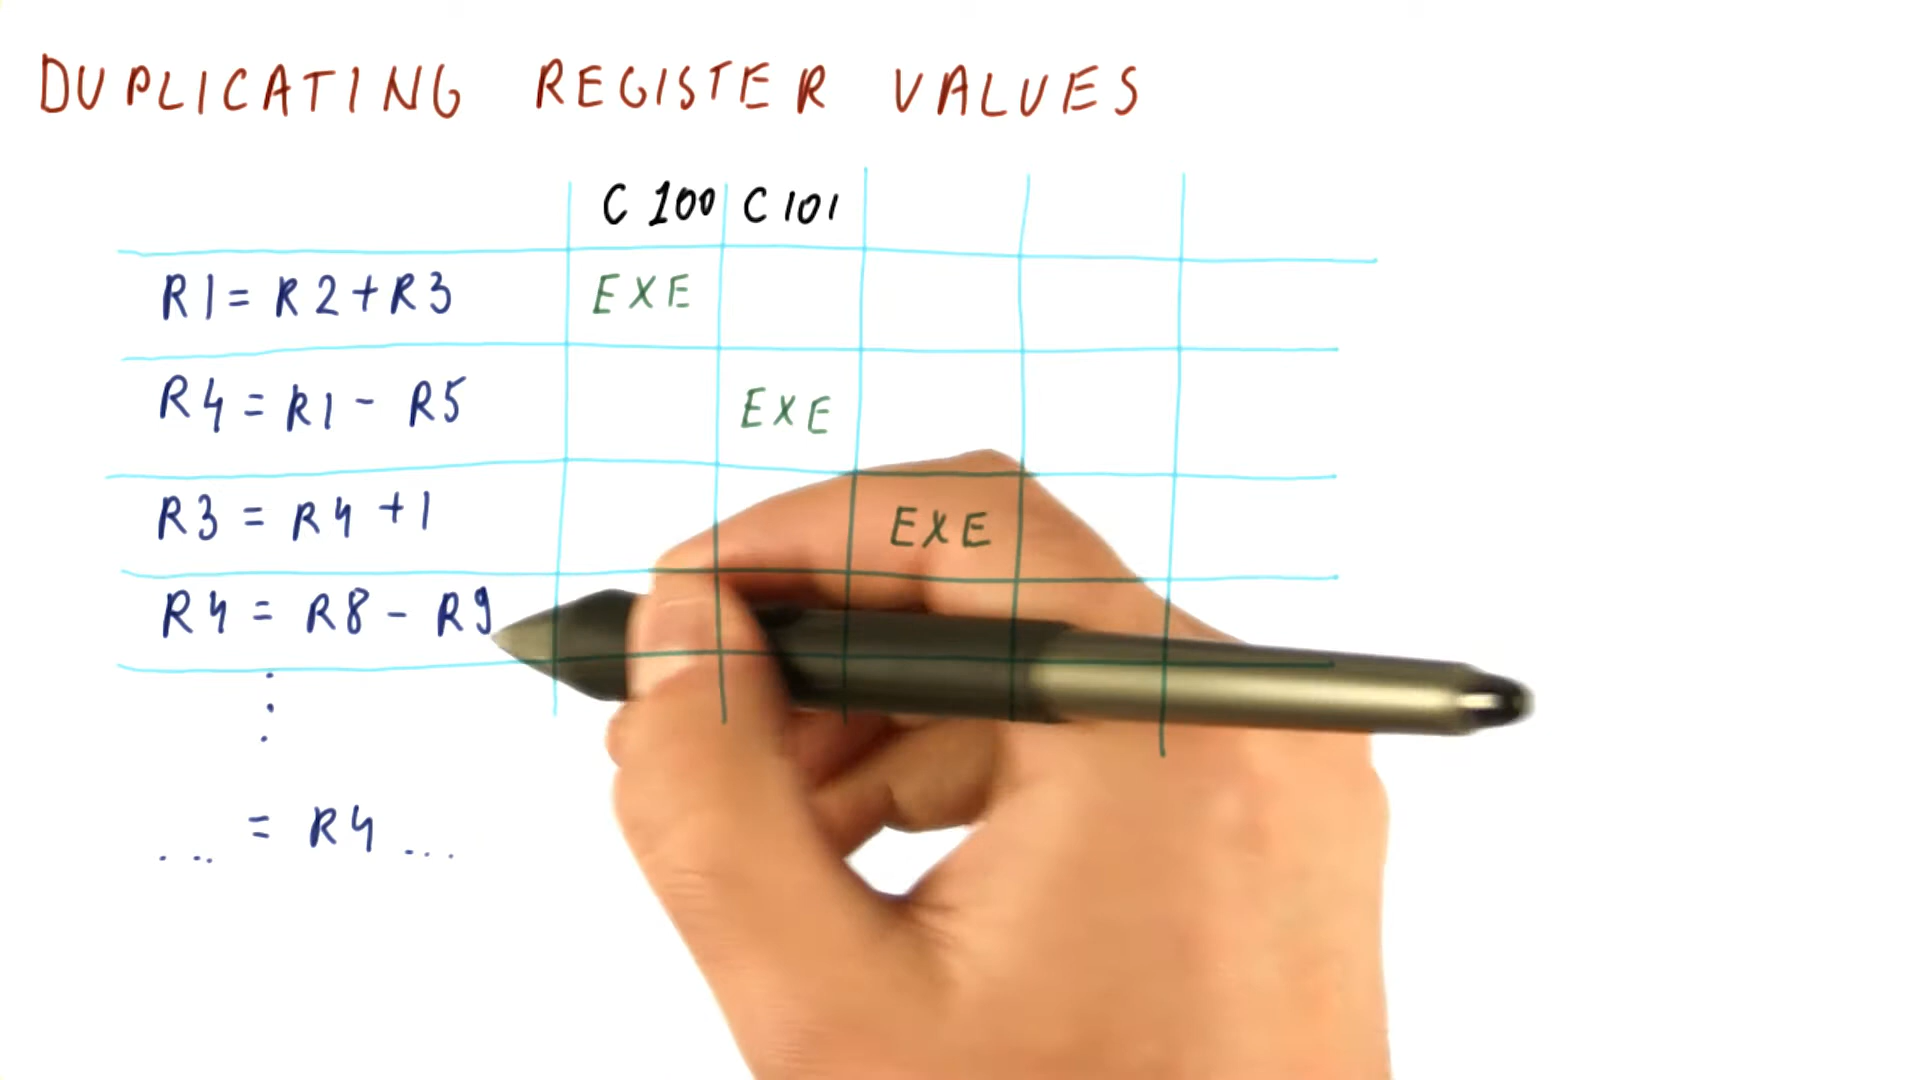 DUPLICATING REGISTER VALUES
C 100 C 101
R1 = R2 + R3 EXE
R4 = R1 - R5 EXE
R3 = R4 + 1 EXE
R4 = R8 - R9
⋮
... = R4 ...